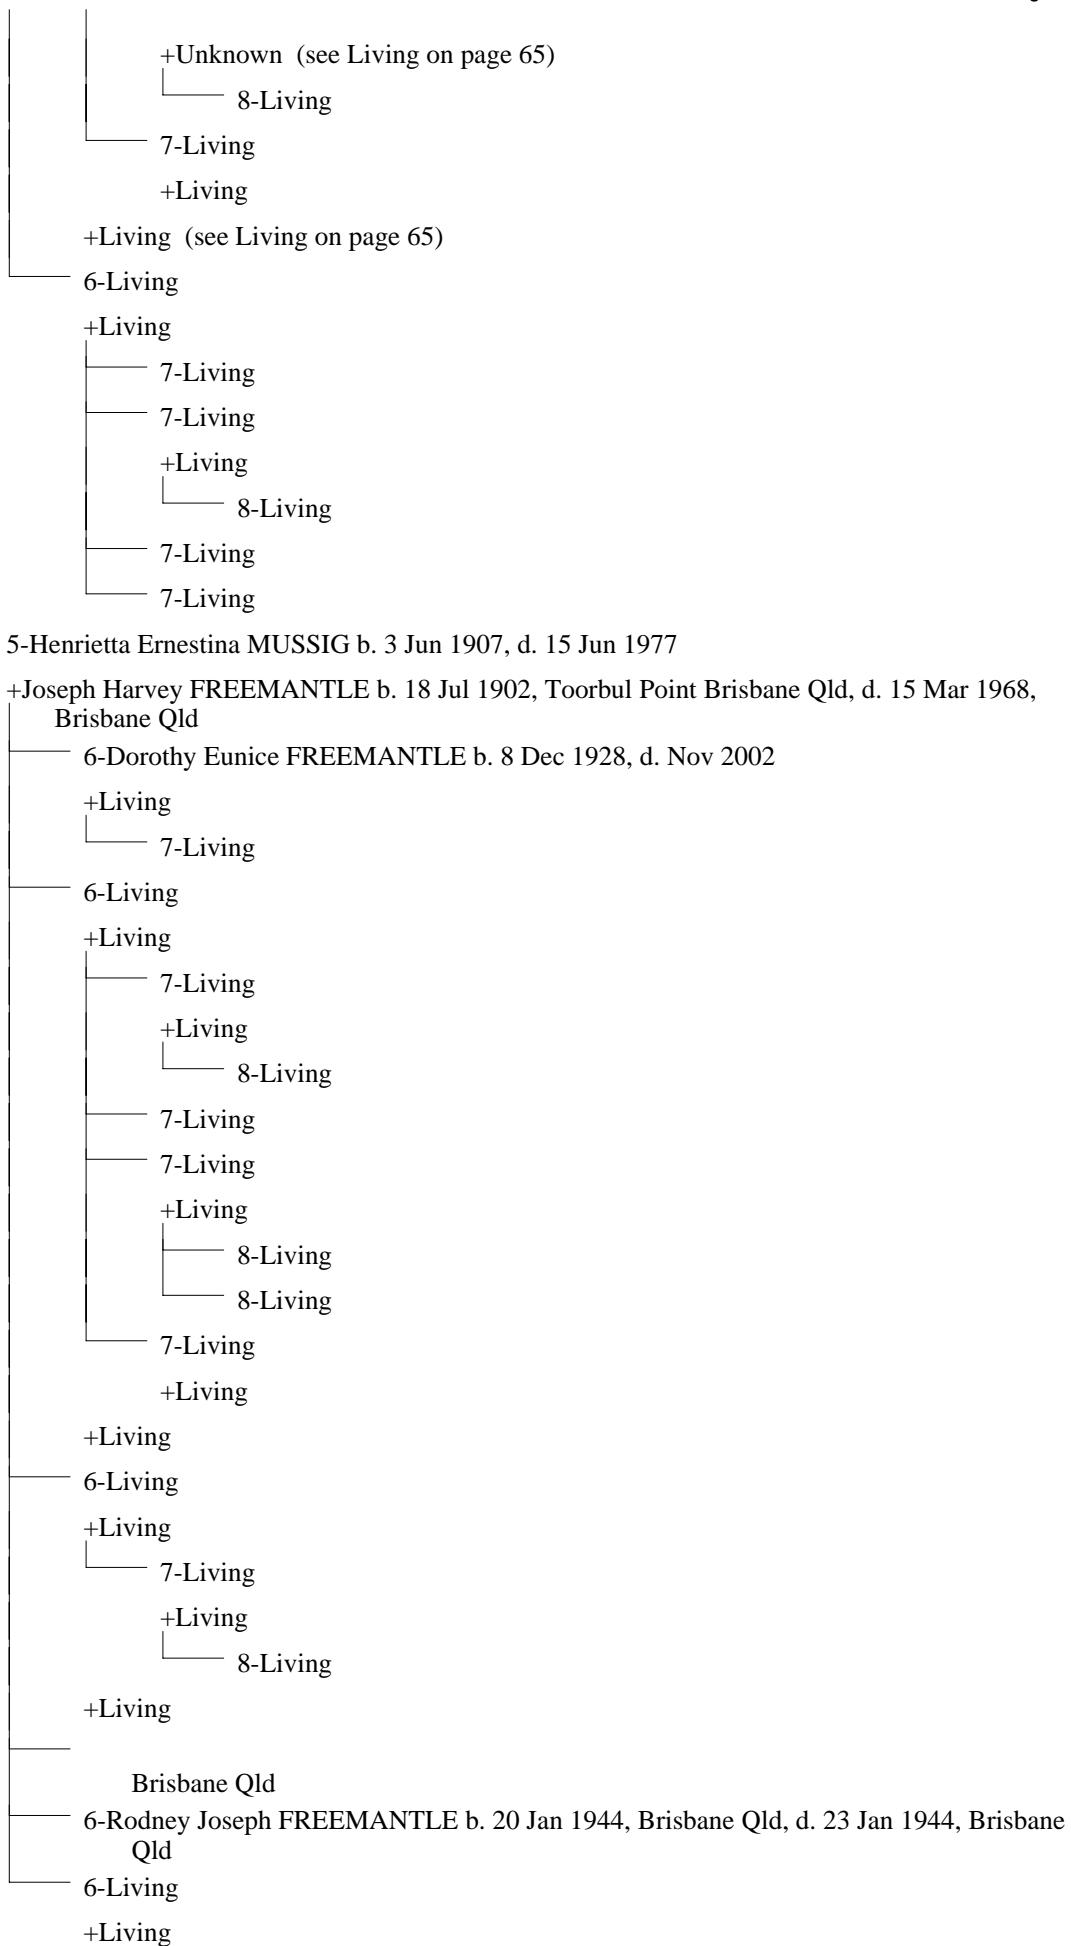 +Unknown (see Living on page 65)
8-Living
7-Living
+Living
+Living (see Living on page 65)
6-Living
+Living
7-Living
7-Living
+Living
8-Living
7-Living
7-Living
5-Henrietta Ernestina MUSSIG b. 3 Jun 1907, d. 15 Jun 1977
+Joseph Harvey FREEMANTLE b. 18 Jul 1902, Toorbul Point Brisbane Qld, d. 15 Mar 1968,
Brisbane Qld
6-Dorothy Eunice FREEMANTLE b. 8 Dec 1928, d. Nov 2002
+Living
7-Living
6-Living
+Living
7-Living
+Living
8-Living
7-Living
7-Living
+Living
8-Living
8-Living
7-Living
+Living
+Living
6-Living
+Living
7-Living
+Living
8-Living
+Living
Brisbane Qld
6-Rodney Joseph FREEMANTLE b. 20 Jan 1944, Brisbane Qld, d. 23 Jan 1944, Brisbane
Qld
6-Living
+Living